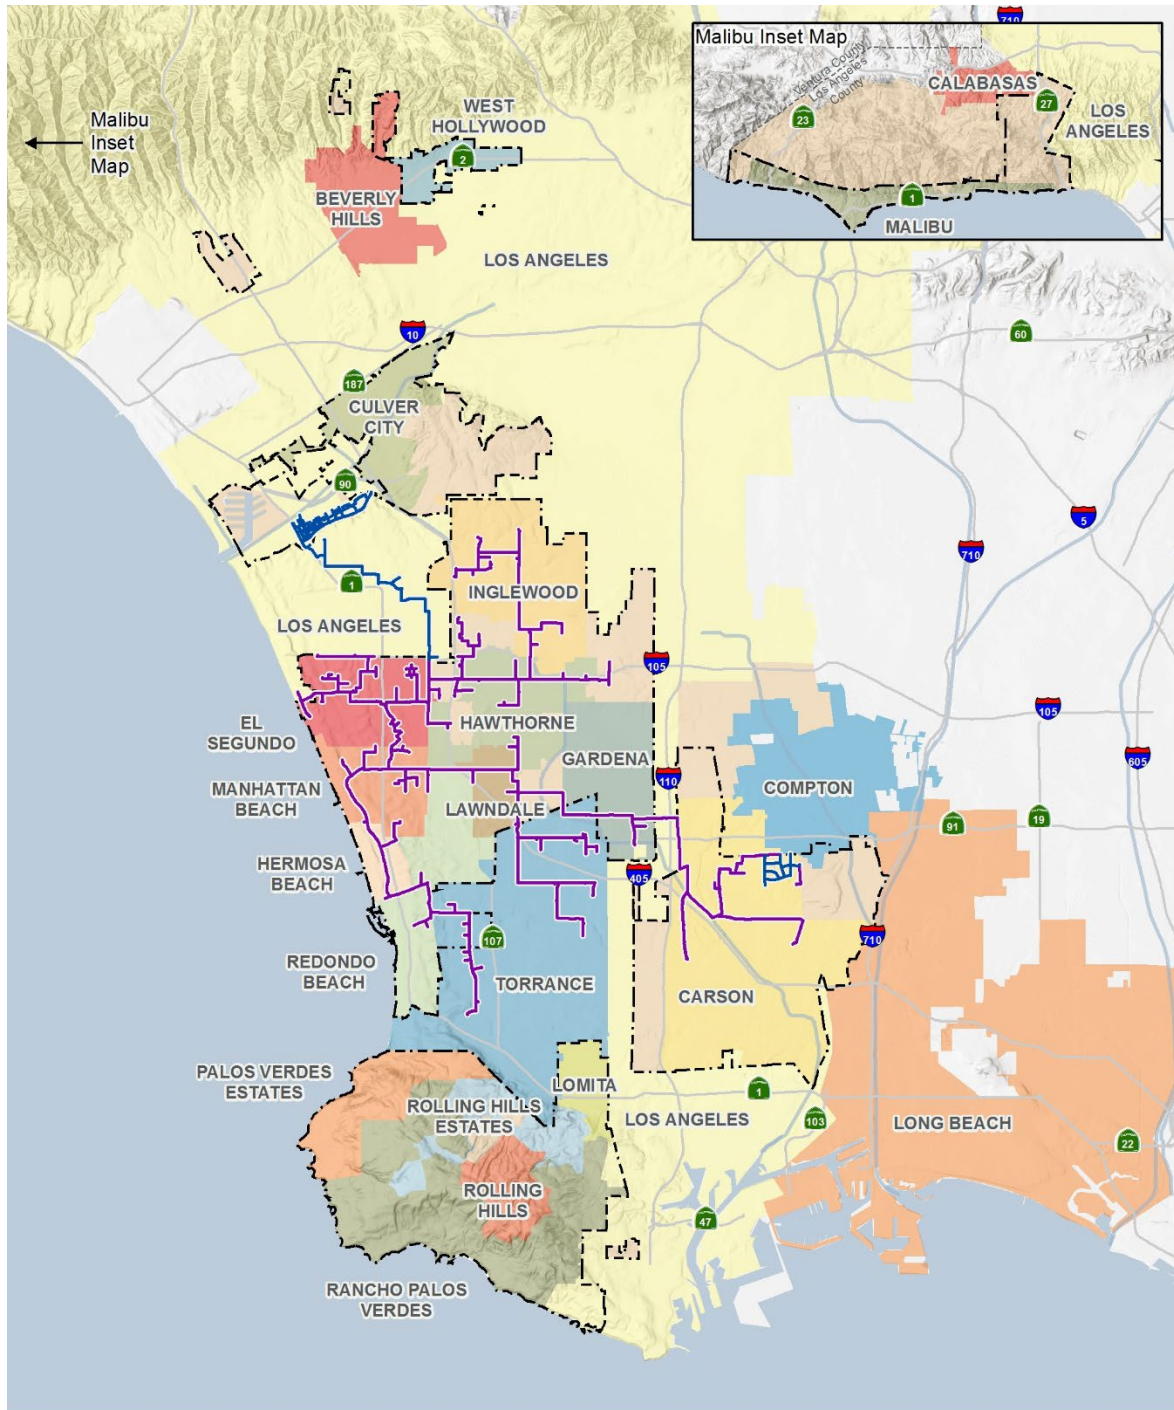 710
Malibu Inset Map
Ventura County
Los Angeles
County
CALABASAS
23
27
LOS
ANGELES
1
MALIBU
Malibu
Inset
Map
WEST
HOLLYWOOD
2
BEVERLY
HILLS
LOS ANGELES
10
60
187
CULVER
CITY
90
5
710
1
INGLEWOOD
LOS ANGELES
105
EL
SEGUNDO
HAWTHORNE
105
GARDENA
605
110
COMPTON
MANHATTAN
BEACH
LAWNDALE
91
19
HERMOSA
BEACH
405
107
710
REDONDO
BEACH
TORRANCE
CARSON
PALOS VERDES
ESTATES
LOMITA
1
ROLLING HILLS
ESTATES
LOS ANGELES
103
LONG BEACH
22
ROLLING
HILLS
47
RANCHO PALOS
VERDES